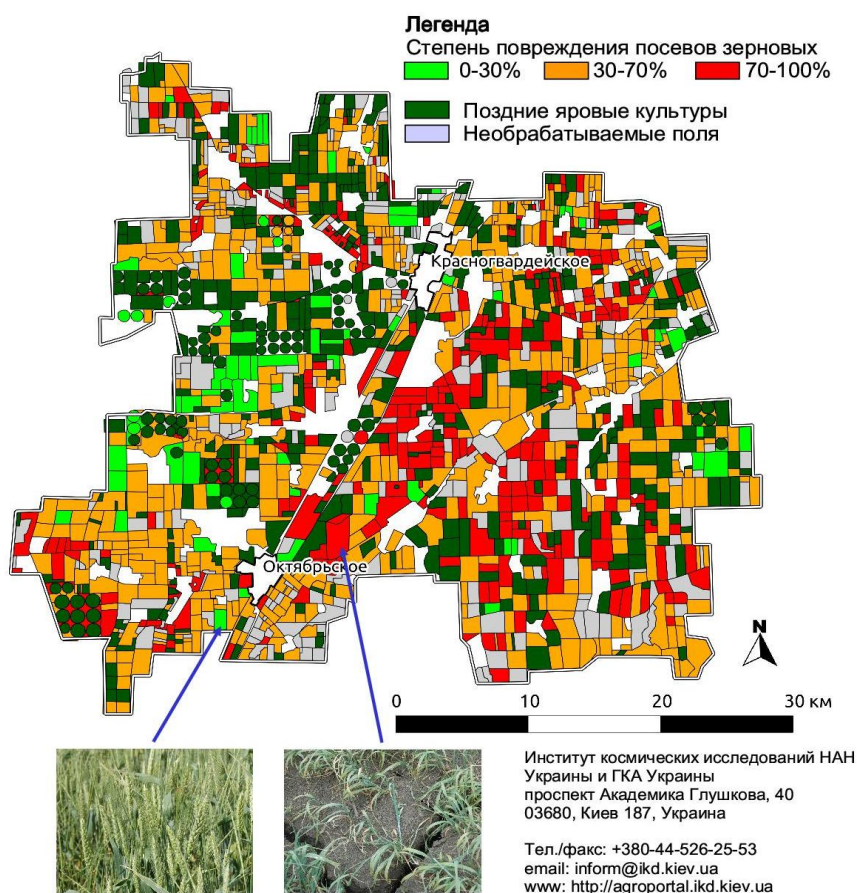 Легенда
Степень повреждения посевов зерновых
0-30% 30-70% 70-100%
Поздние яровые культуры
Необрабатываемые поля
Красногвардейское
Октябрьское
N
0 10 20 30 км
Институт космических исследований НАН
Украины и ГКА Украины
проспект Академика Глушкова, 40
03680, Киев 187, Украина
Тел./факс: +380-44-526-25-53
email: inform@ikd.kiev.ua
www: http://agroportal.ikd.kiev.ua